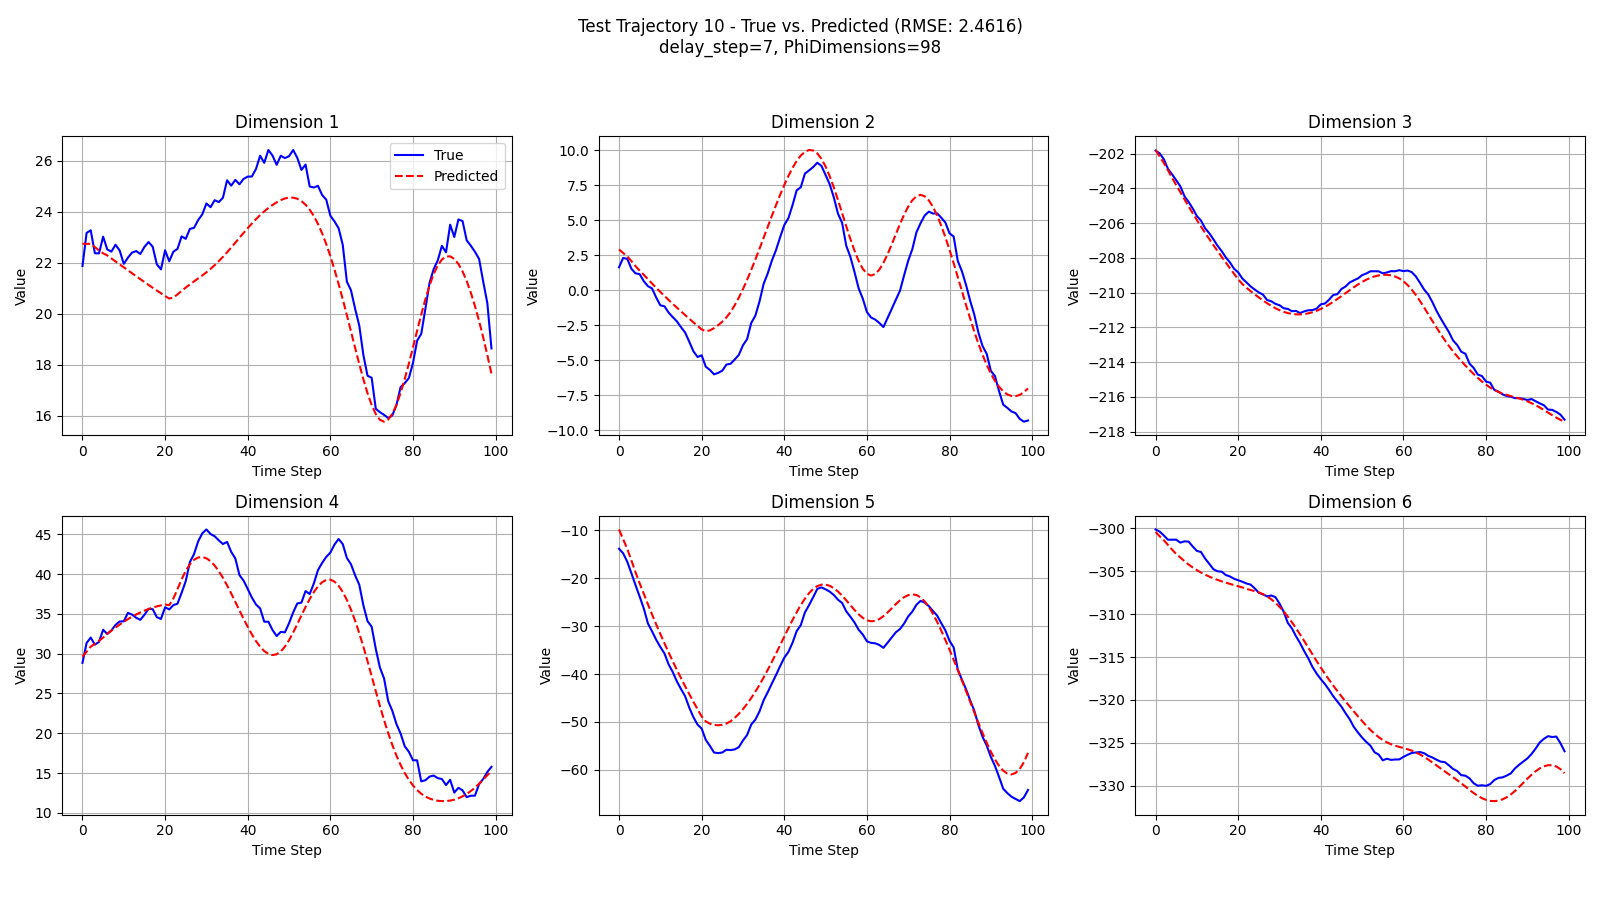 Test Trajectory 10 - True vs. Predicted (RMSE: 2.4616)
delay_step=7, PhiDimensions=98
Dimension 1
26
24
22
20
18
16
Value
0 20 40 60 80 100
Time Step
True
Predicted
Dimension 2
10.0
7.5
5.0
2.5
0.0
−2.5
−5.0
−7.5
−10.0
Value
0 20 40 60 80 100
Time Step
Dimension 3
−202
−204
−206
−208
−210
−212
−214
−216
−218
Value
0 20 40 60 80 100
Time Step
Dimension 4
45
40
35
30
25
20
15
10
Value
0 20 40 60 80 100
Time Step
Dimension 5
−10
−20
−30
−40
−50
−60
Value
0 20 40 60 80 100
Time Step
Dimension 6
−300
−305
−310
−315
−320
−325
−330
Value
0 20 40 60 80 100
Time Step